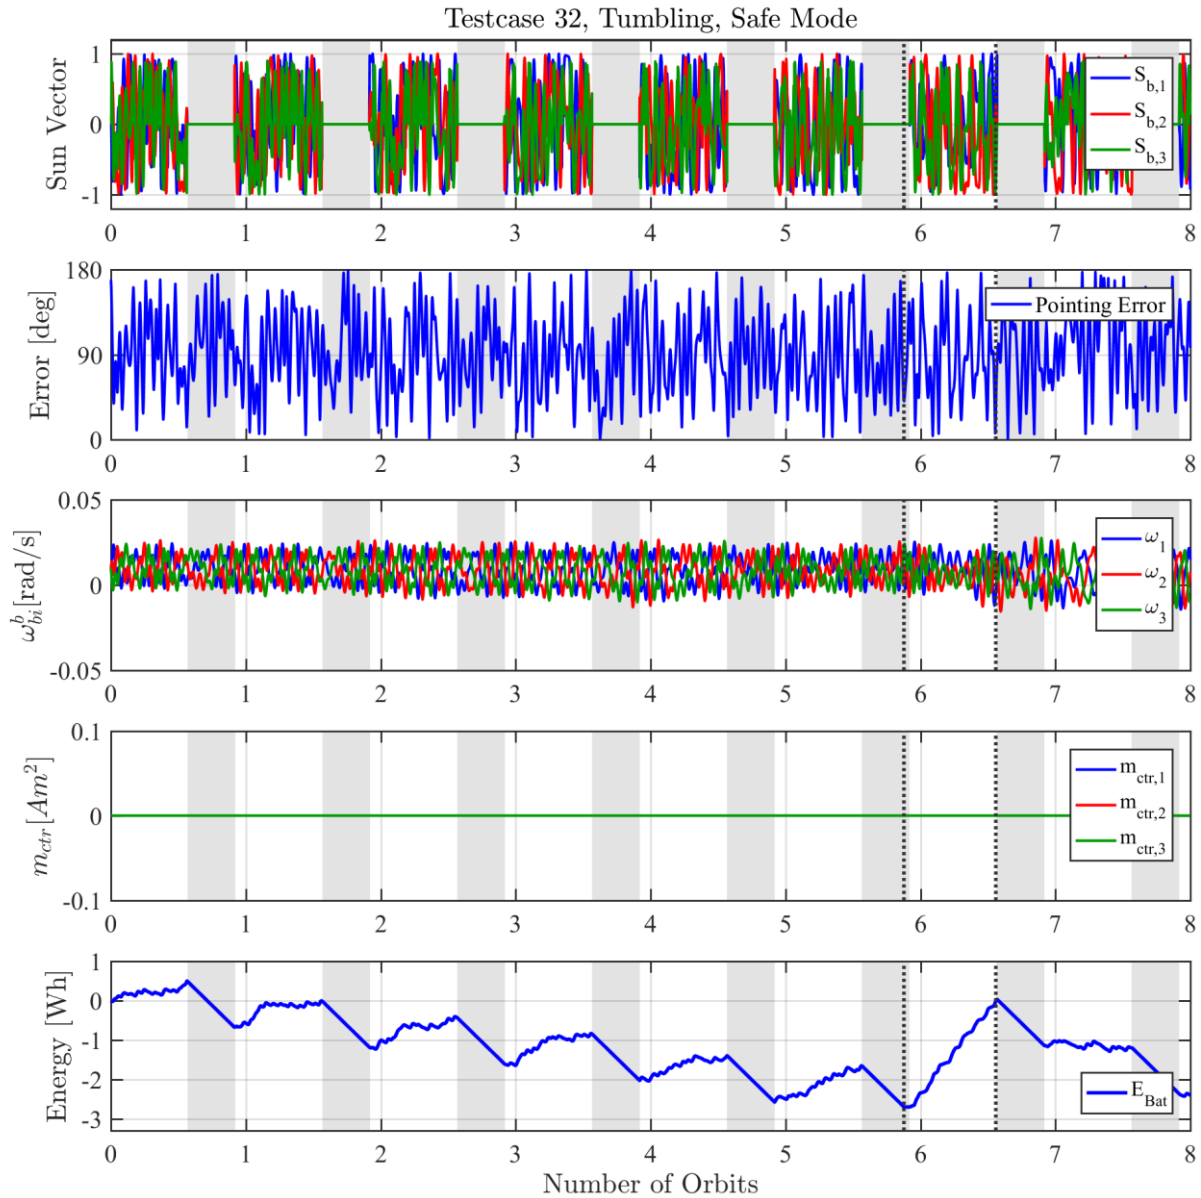 Testcase 32, Tumbling, Safe Mode
Sun Vector
1
0
-1
S_b,1
S_b,2
S_b,3
0 1 2 3 4 5 6 7 8
Error [deg]
180
90
0
Pointing Error
0 1 2 3 4 5 6 7 8
ω^b_bi[rad/s]
0.05
0
-0.05
ω_1
ω_2
ω_3
0 1 2 3 4 5 6 7 8
m_ctr[Am^2]
0.1
0
-0.1
m_ctr,1
m_ctr,2
m_ctr,3
0 1 2 3 4 5 6 7 8
Energy [Wh]
1
0
-1
-2
-3
E_Bat
0 1 2 3 4 5 6 7 8
Number of Orbits